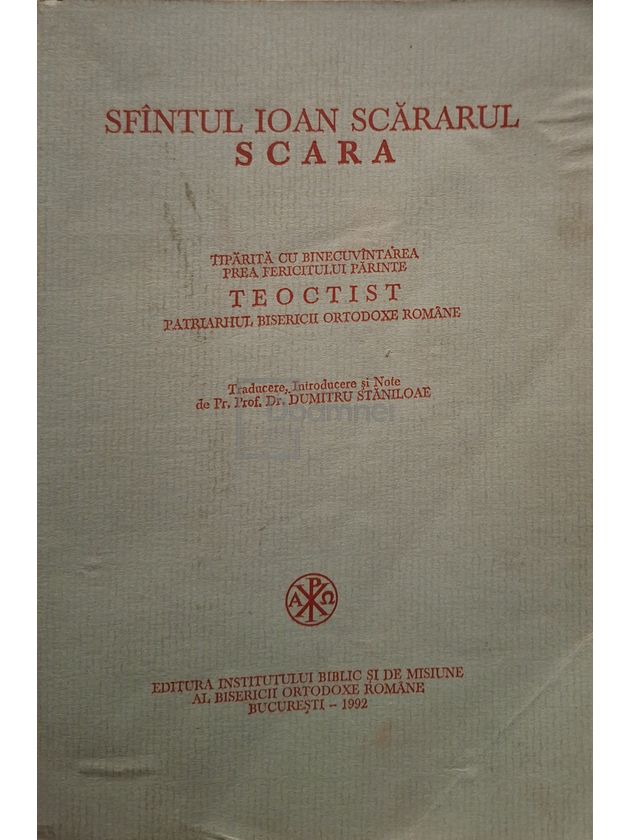 SFÎNTUL IOAN SCĂRARUL
SCARA
TIPĂRITĂ CU BINECUVÎNTAREA
PREA FERICITULUI PĂRINTE
TEOCTIST
PATRIARHUL BISERICII ORTODOXE ROMÂNE
Traducere, Introducere și Note
de Pr. Prof. Dr. DUMITRU STĂNILOAE
Α Ρ Ω
EDITURA INSTITUTULUI BIBLIC ȘI DE MISIUNE
AL BISERICII ORTODOXE ROMÂNE
BUCUREȘTI – 1992